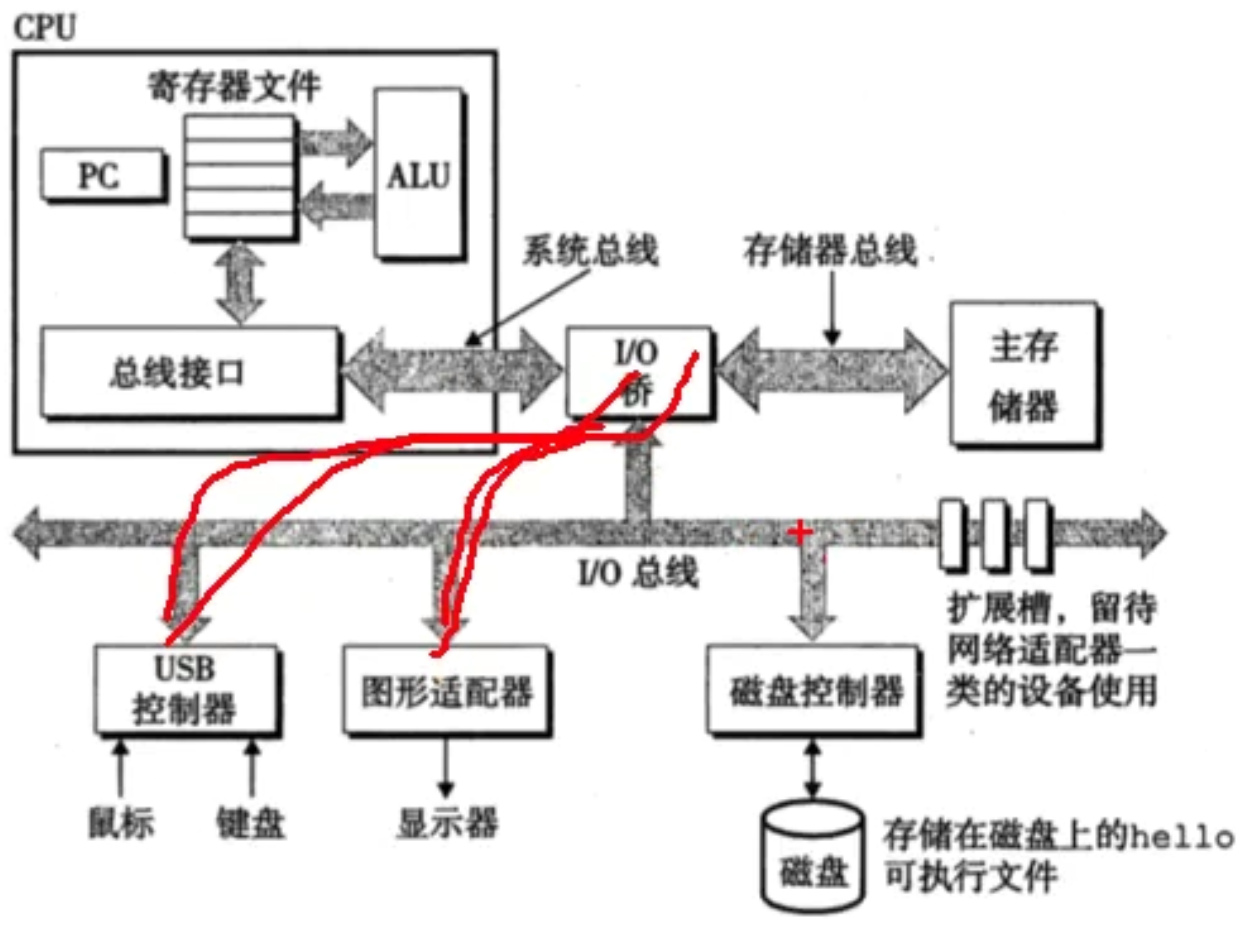 CPU
寄存器文件
PC
ALU
系统总线
存储器总线
总线接口
I/O
桥
主存
储器
I/O 总线
扩展槽，留待
网络适配器一
类的设备使用
USB
控制器
图形适配器
磁盘控制器
鼠标
键盘
显示器
磁盘
存储在磁盘上的hello
可执行文件